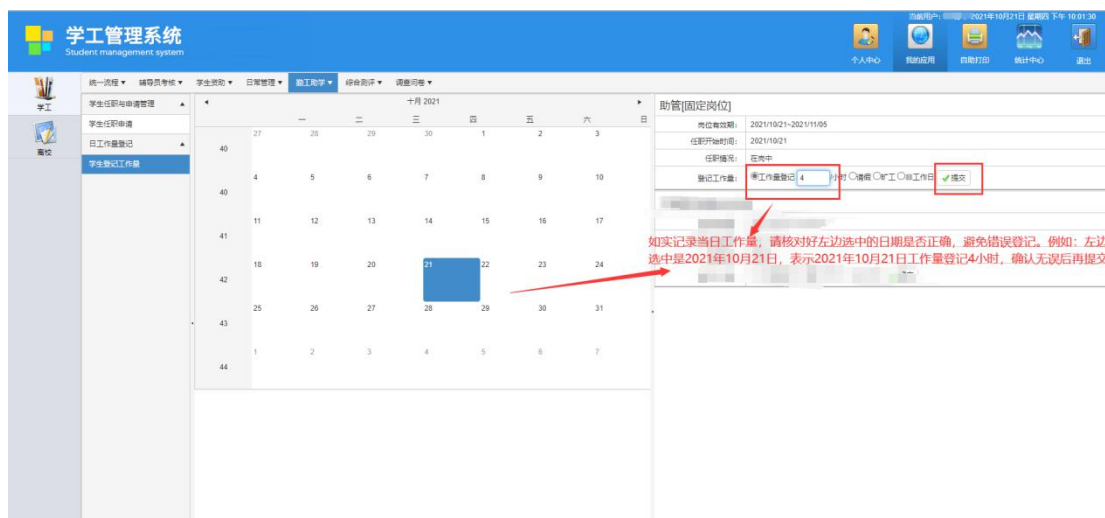 当前用户: 2021年10月21日 星期四 下午 10:01:30
学工管理系统
Student management system
个人中心 我的应用 自助打印 统计中心 退出
学工
离校
统一流程 辅导员考核 学生资助 日常管理 勤工助学 综合测评 调查问卷
学生任职与申请管理
学生任职申请
日工作量登记
学生登记工作量
十月 2021
一 二 三 四 五 六 日
27 28 29 30 1 2 3
40
4 5 6 7 8 9 10
40
11 12 13 14 15 16 17
41
18 19 20 21 22 23 24
42
25 26 27 28 29 30 31
43
1 2 3 4 5 6 7
44
助管[固定岗位]
岗位有效期: 2021/10/21~2021/11/05
任职开始时间: 2021/10/21
任职情况: 在岗中
登记工作量: 工作量登记 4 小时 请假 旷工 非工作日 提交
如实记录当日工作量，请核对好左边选中的日期是否正确，避免错误登记。例如：左边
选中是2021年10月21日，表示2021年10月21日工作量登记4小时，确认无误后再提交